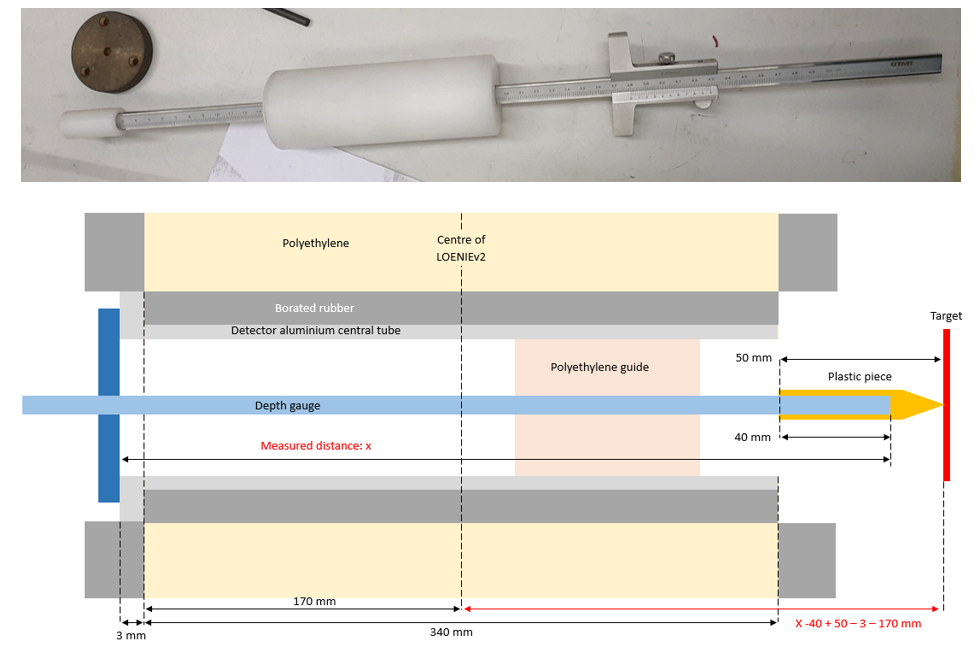 Polyethylene
Centre of
LOENIEv2
Borated rubber
Detector aluminium central tube
Target
Polyethylene guide
50 mm
Plastic piece
Depth gauge
40 mm
Measured distance: x
170 mm
X -40 + 50 – 3 – 170 mm
3 mm
340 mm